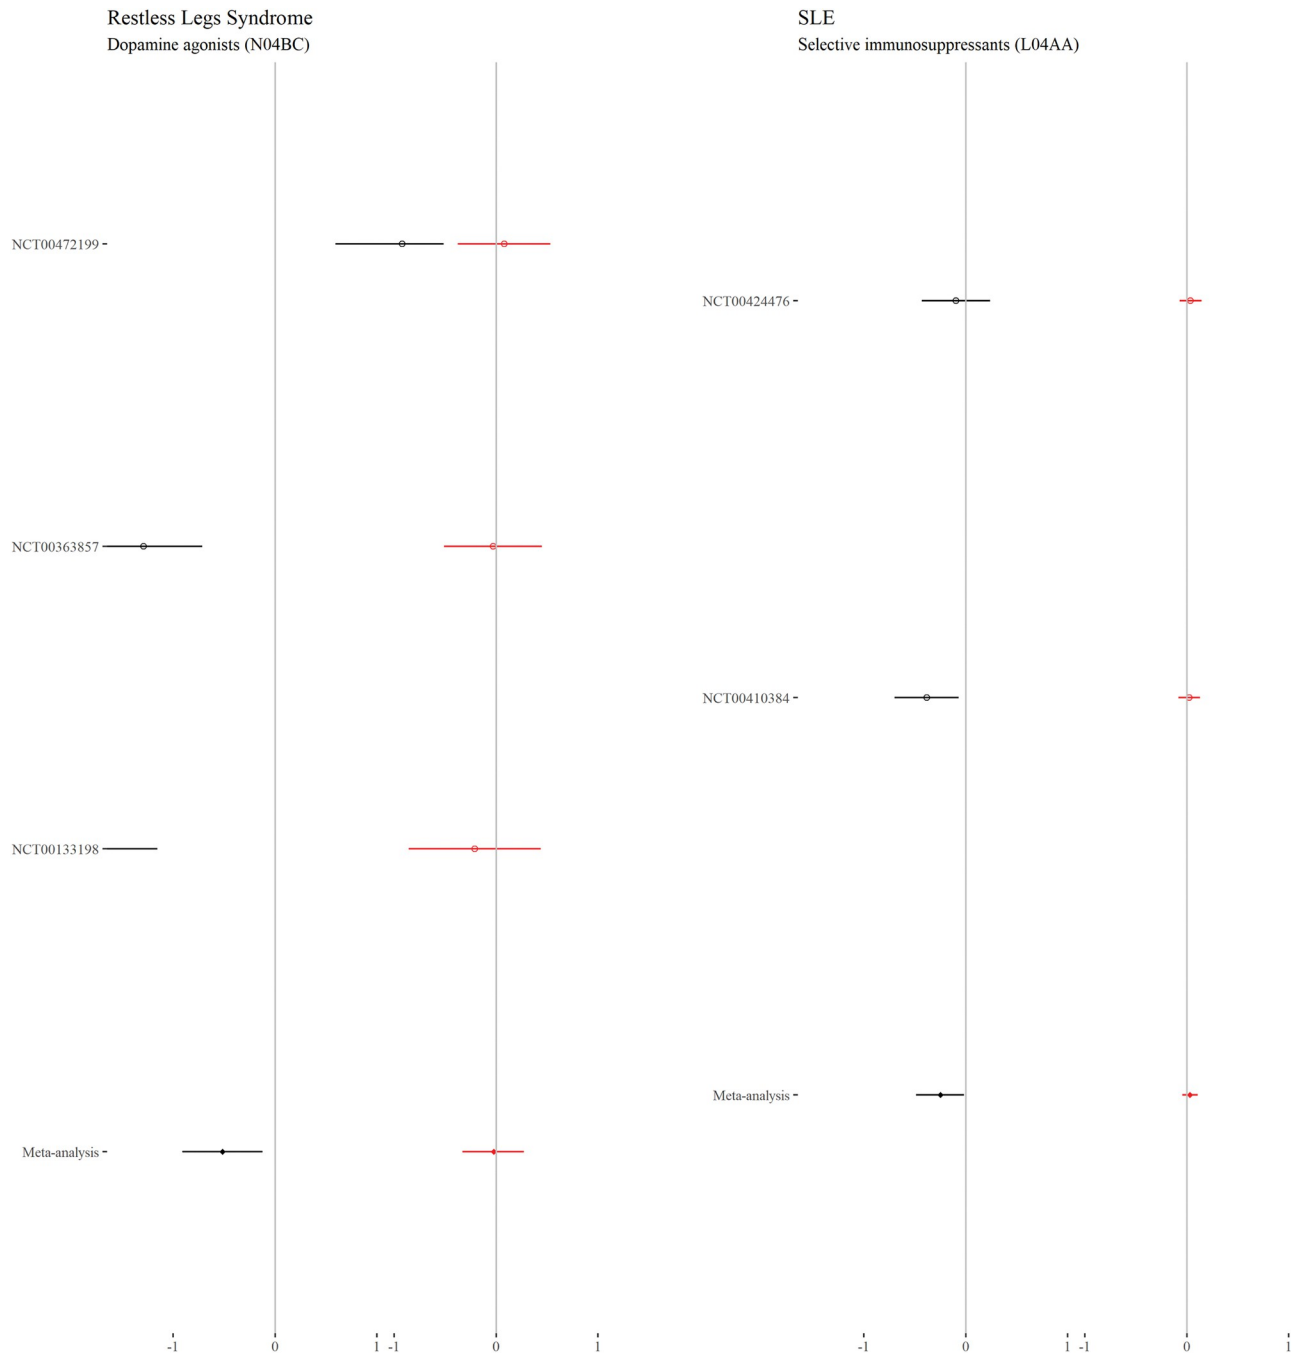 Restless Legs Syndrome
Dopamine agonists (N04BC)
NCT00472199
NCT00363857
NCT00133198
Meta-analysis
-1 0 1 -1 0 1
SLE
Selective immunosuppressants (L04AA)
NCT00424476
NCT00410384
Meta-analysis
-1 0 1 -1 0 1